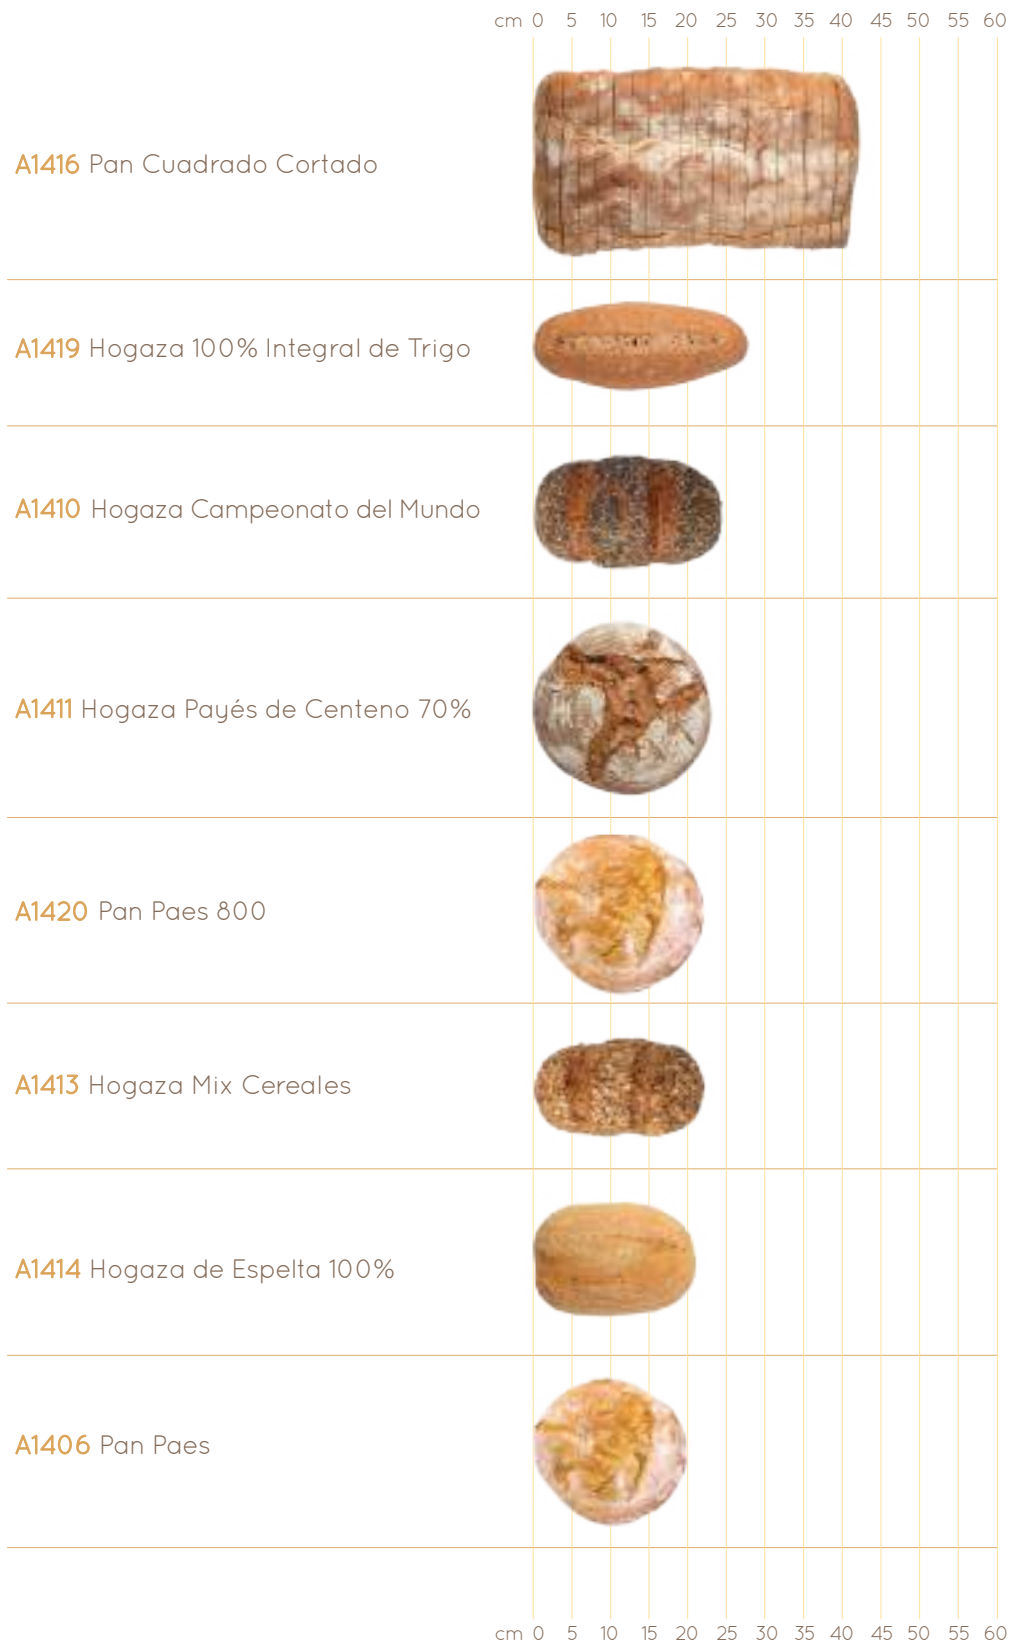 cm 0 5 10 15 20 25 30 35 40 45 50 55 60
A1416 Pan Cuadrado Cortado
A1419 Hogaza 100% Integral de Trigo
A1410 Hogaza Campeonato del Mundo
A1411 Hogaza Payés de Centeno 70%
A1420 Pan Paes 800
A1413 Hogaza Mix Cereales
A1414 Hogaza de Espelta 100%
A1406 Pan Paes
cm 0 5 10 15 20 25 30 35 40 45 50 55 60